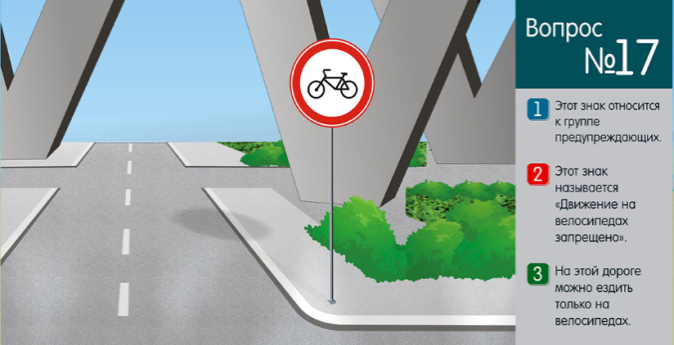 Вопрос
№17
1 Этот знак относится
к группе
предупреждающих.
2 Этот знак
называется
«Движение на
велосипедах
запрещено».
3 На этой дороге
можно ездить
только на
велосипедах.